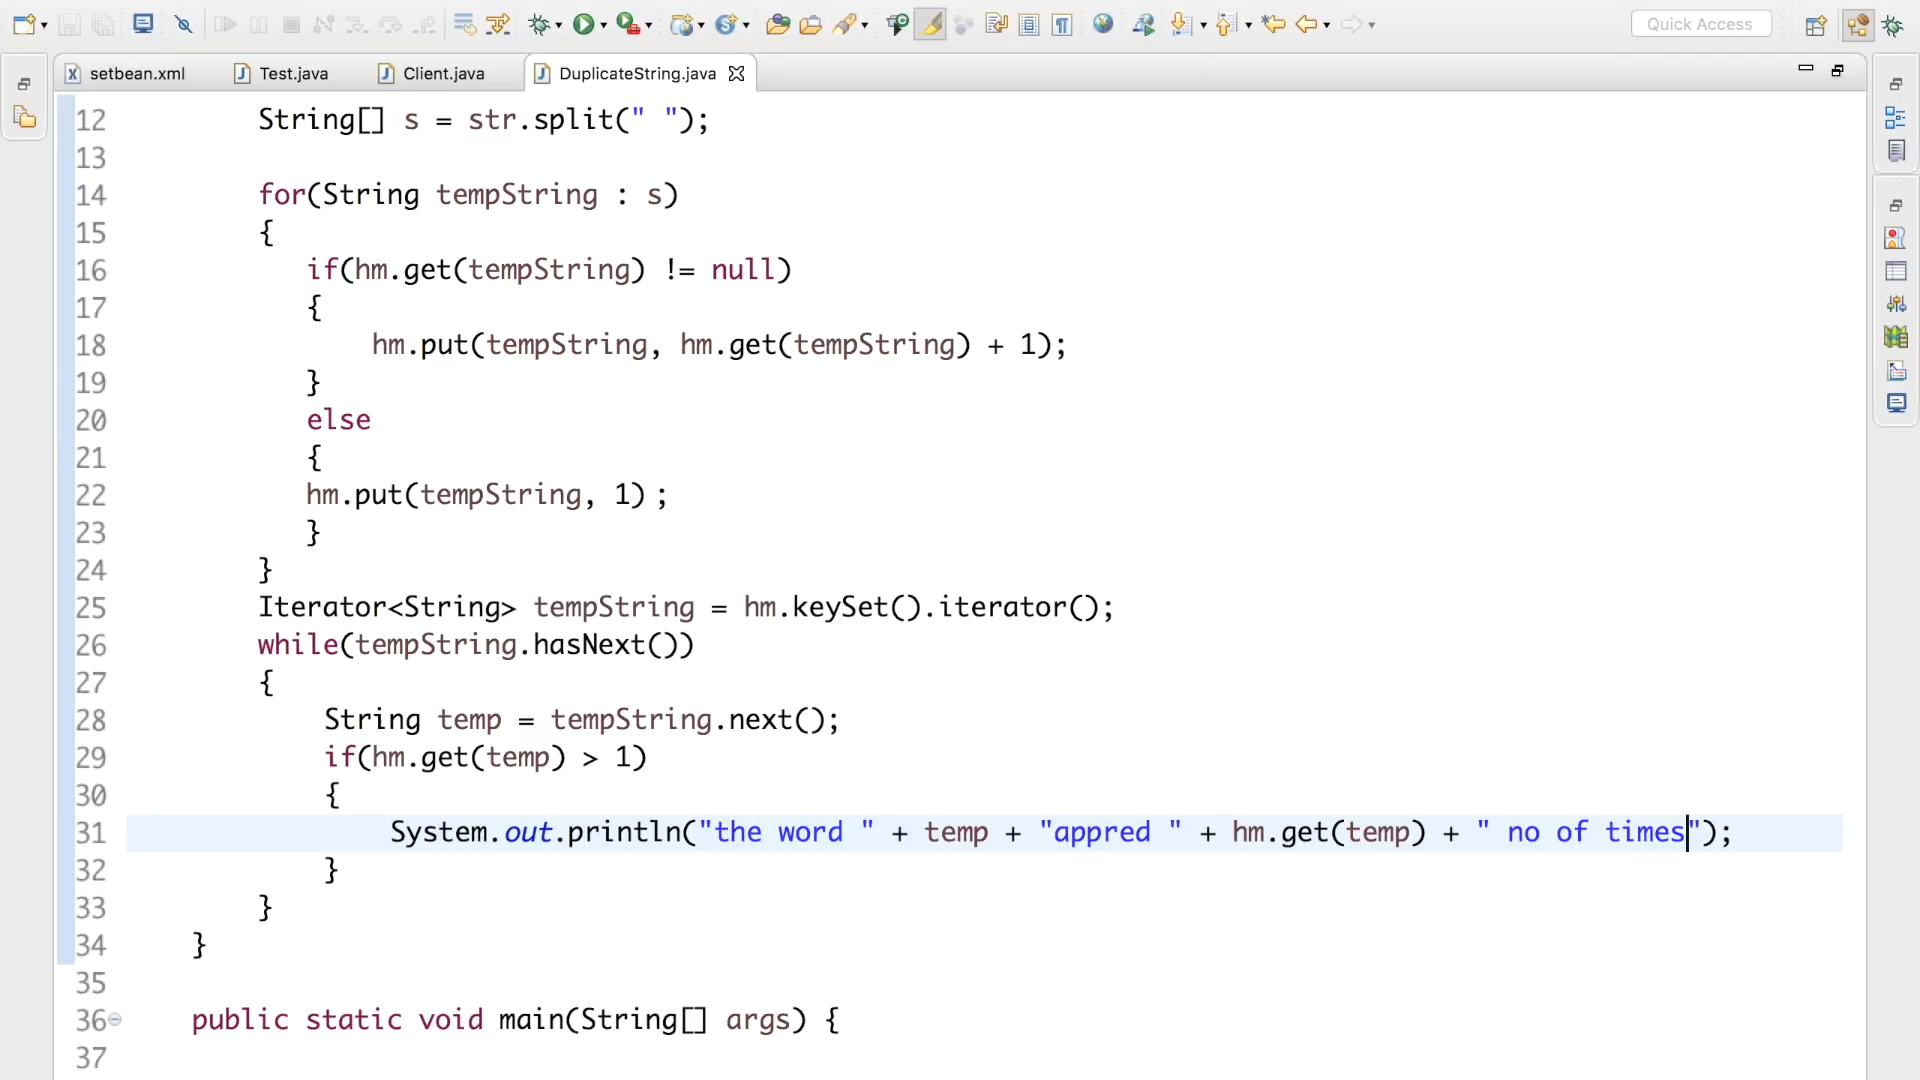 Quick Access
setbean.xml
Test.java
Client.java
DuplicateString.java
12 String[] s = str.split(" ");
13
14 for(String tempString : s)
15 {
16 if(hm.get(tempString) != null)
17 {
18 hm.put(tempString, hm.get(tempString) + 1);
19 }
20 else
21 {
22 hm.put(tempString, 1) ;
23 }
24 }
25 Iterator<String> tempString = hm.keySet().iterator();
26 while(tempString.hasNext())
27 {
28 String temp = tempString.next();
29 if(hm.get(temp) > 1)
30 {
31 System.out.println("the word " + temp + "appred " + hm.get(temp) + " no of times");
32 }
33 }
34 }
35
36 public static void main(String[] args) {
37